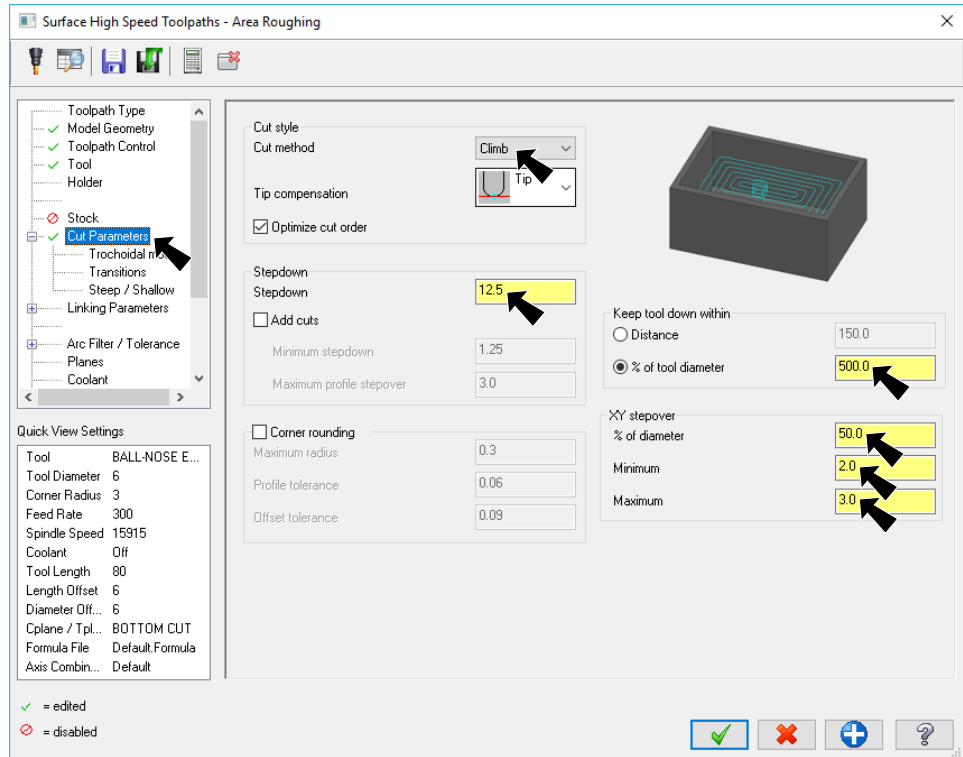 Surface High Speed Toolpaths - Area Roughing
Toolpath Type
Model Geometry
Toolpath Control
Tool
Holder
Stock
Cut Parameters
Trochoidal
Transitions
Steep / Shallow
Linking Parameters
Arc Filter / Tolerance
Planes
Coolant
Quick View Settings
Tool BALL-NOSE E...
Tool Diameter 6
Corner Radius 3
Feed Rate 300
Spindle Speed 15915
Coolant Off
Tool Length 80
Length Offset 6
Diameter Off... 6
Cplane / Tpl... BOTTOM CUT
Formula File Default.Formula
Axis Combin... Default
= edited
= disabled
Cut style
Cut method Climb
Tip compensation Tip
Optimize cut order
Stepdown
Stepdown 12.5
Add cuts
Minimum stepdown 1.25
Maximum profile stepover 3.0
Corner rounding
Maximum radius 0.3
Profile tolerance 0.06
Offset tolerance 0.09
Keep tool down within
Distance 150.0
% of tool diameter 500.0
XY stepover
% of diameter 50.0
Minimum 2.0
Maximum 3.0